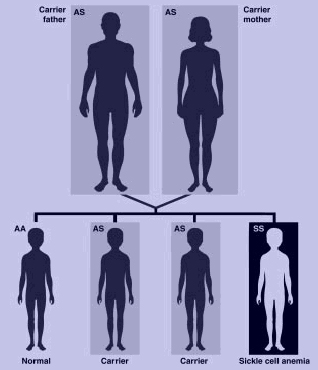 Carrier
father
AS
AS
Carrier
mother
AA
AS
AS
SS
Normal
Carrier
Carrier
Sickle cell anemia